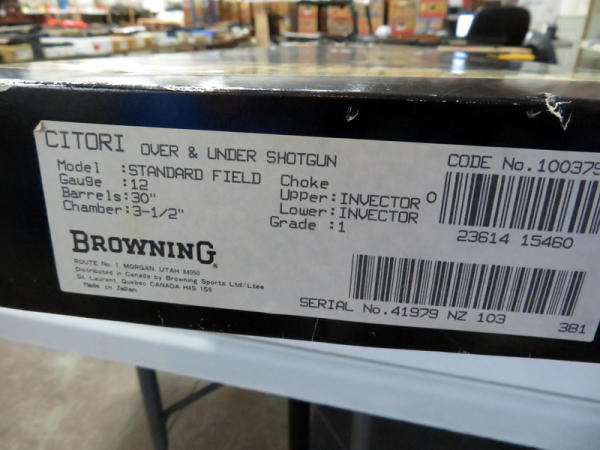 CITORI OVER & UNDER SHOTGUN
Model :STANDARD FIELD
Gauge :12
Barrels:30"
Chamber:3-1/2"
Choke
Upper:INVECTOR O
Lower:INVECTOR
Grade :1
BROWNING®
ROUTE No. 1, MORGAN, UTAH 84050
Distributed in Canada by Browning Sports Ltd/Ltee
St. Laurent, Quebec CANADA H4S 1S9
Made in Japan
CODE No.100379
23614 15460
SERIAL No.41979 NZ 103
381